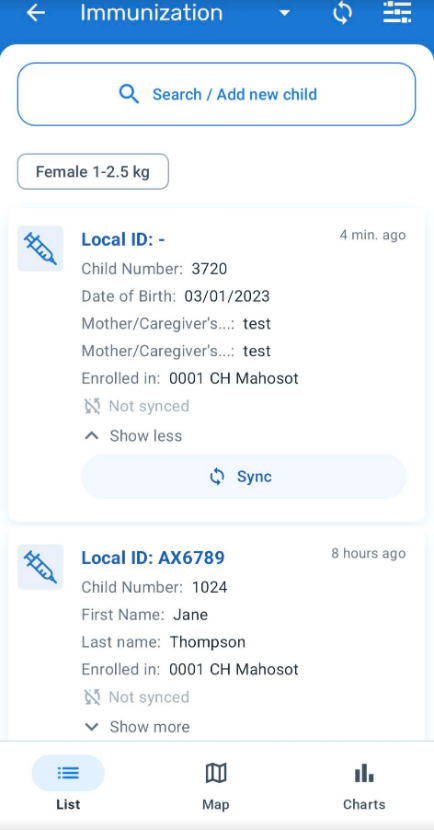 Immunization
Search / Add new child
Female 1-2.5 kg
Local ID: -
4 min. ago
Child Number: 3720
Date of Birth: 03/01/2023
Mother/Caregiver's...: test
Mother/Caregiver's...: test
Enrolled in: 0001 CH Mahosot
Not synced
Show less
Sync
Local ID: AX6789
8 hours ago
Child Number: 1024
First Name: Jane
Last name: Thompson
Enrolled in: 0001 CH Mahosot
Not synced
Show more
List
Map
Charts